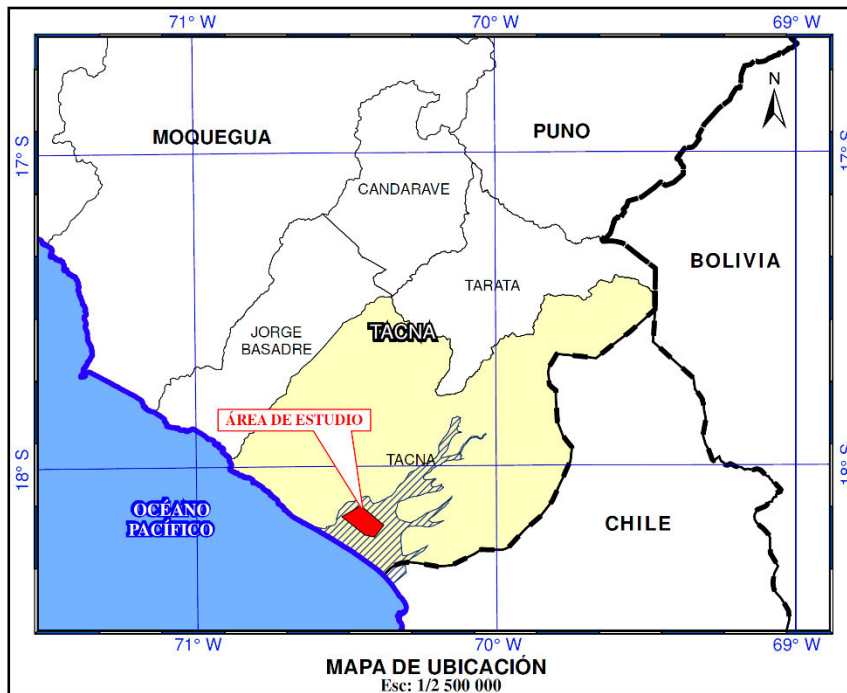 71° W
70° W
69° W
N
MOQUEGUA
PUNO
17° S
17° S
CANDARAVE
BOLIVIA
TARATA
JORGE
BASADRE
TACNA
ÁREA DE ESTUDIO
TACNA
18° S
18° S
OCÉANO
PACÍFICO
CHILE
71° W
70° W
69° W
MAPA DE UBICACIÓN
Esc: 1/2 500 000